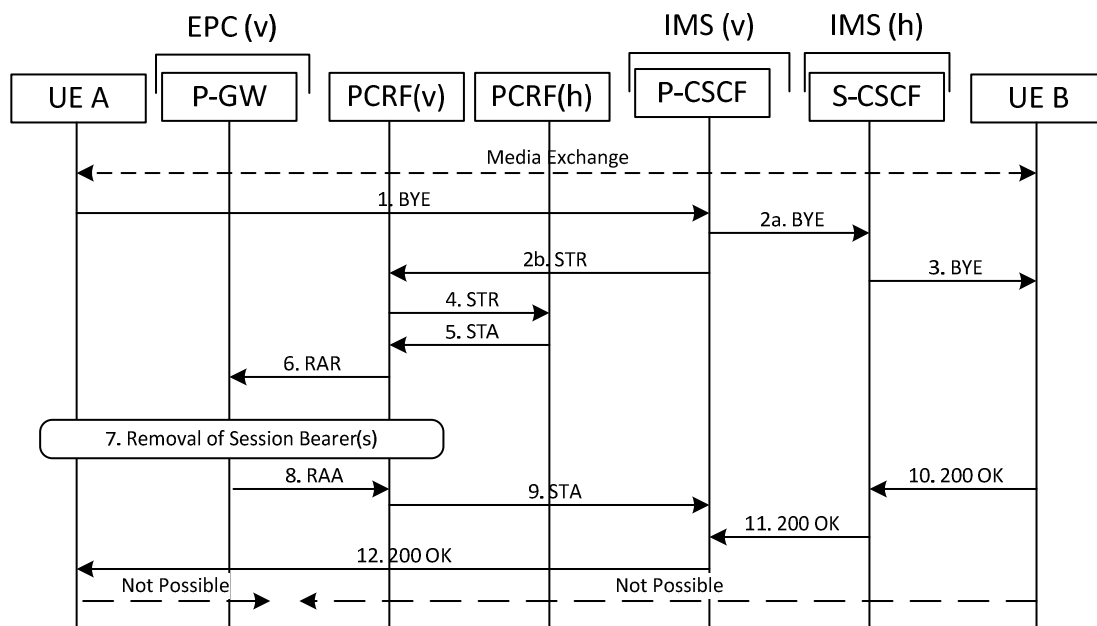 EPC (v)
IMS (v)
IMS (h)
UE A
P-GW
PCRF(v)
PCRF(h)
P-CSCF
S-CSCF
UE B
Media Exchange
1. BYE
2a. BYE
2b. STR
3. BYE
4. STR
5. STA
6. RAR
7. Removal of Session Bearer(s)
8. RAA
10. 200 OK
9. STA
11. 200 OK
12. 200 OK
Not Possible
Not Possible